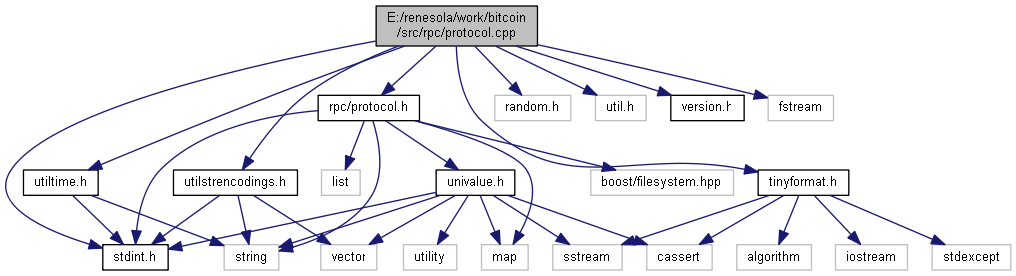 E:/renesola/work/bitcoin
/src/rpc/protocol.cpp
rpc/protocol.h
random.h
util.h
version.h
fstream
utiltime.h
utilstrencodings.h
list
univalue.h
boost/filesystem.hpp
tinyformat.h
stdint.h
string
vector
utility
map
sstream
cassert
algorithm
iostream
stdexcept